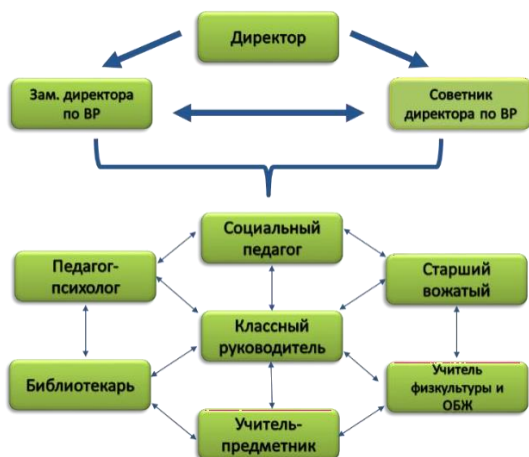 Директор
Зам. директора
по ВР
Советник
директора по ВР
Социальный
педагог
Педагог-
психолог
Старший
вожатый
Классный
руководитель
Библиотекарь
Учитель
физкультуры и
ОБЖ
Учитель-
предметник